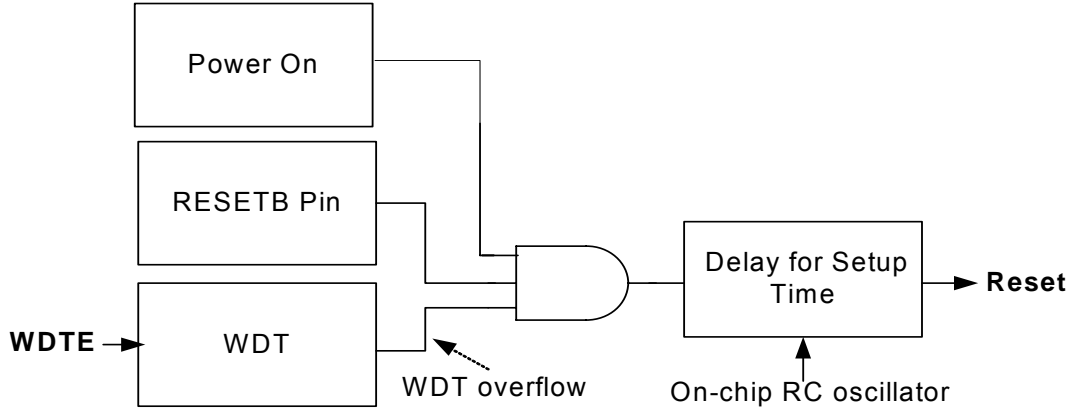 Power On
RESETB Pin
WDTE
WDT
WDT overflow
Delay for Setup
Time
Reset
On-chip RC oscillator